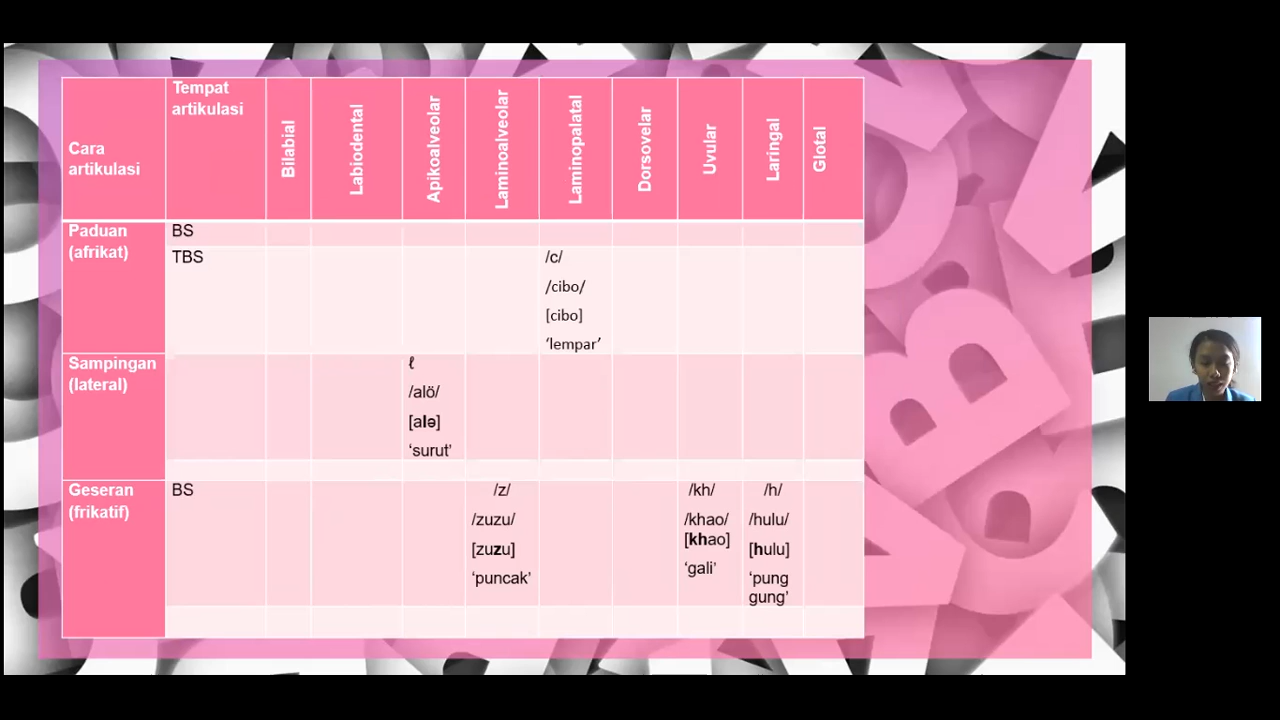 Cara
artikulasi
Tempat
artikulasi
Bilabial
Labiodental
Apikoalveolar
Laminoalveolar
Laminopalatal
Dorsovelar
Uvular
Laringal
Glotal
Paduan
(afrikat)
BS
TBS
/c/
/cibo/
[cibo]
‘lempar’
Sampingan
(lateral)
ℓ
/alö/
[alə]
‘surut’
Geseran
(frikatif)
BS
/z/
/zuzu/
[zuzu]
‘puncak’
/kh/
/khao/
[khao]
‘gali’
/h/
/hulu/
[hulu]
‘pung
gung’